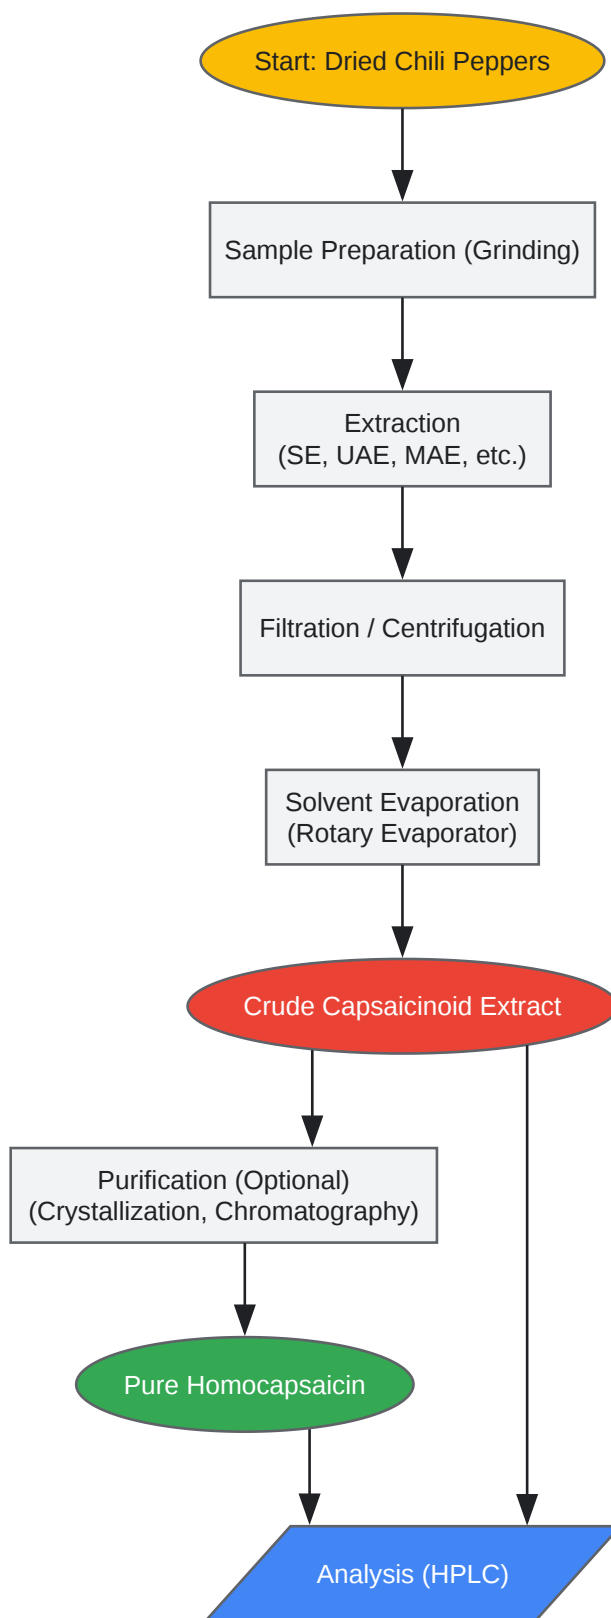 Start: Dried Chili Peppers
Sample Preparation (Grinding)
Extraction
(SE, UAE, MAE, etc.)
Filtration / Centrifugation
Solvent Evaporation
(Rotary Evaporator)
Crude Capsaicinoid Extract
Purification (Optional)
(Crystallization, Chromatography)
Pure Homocapsaicin
Analysis (HPLC)